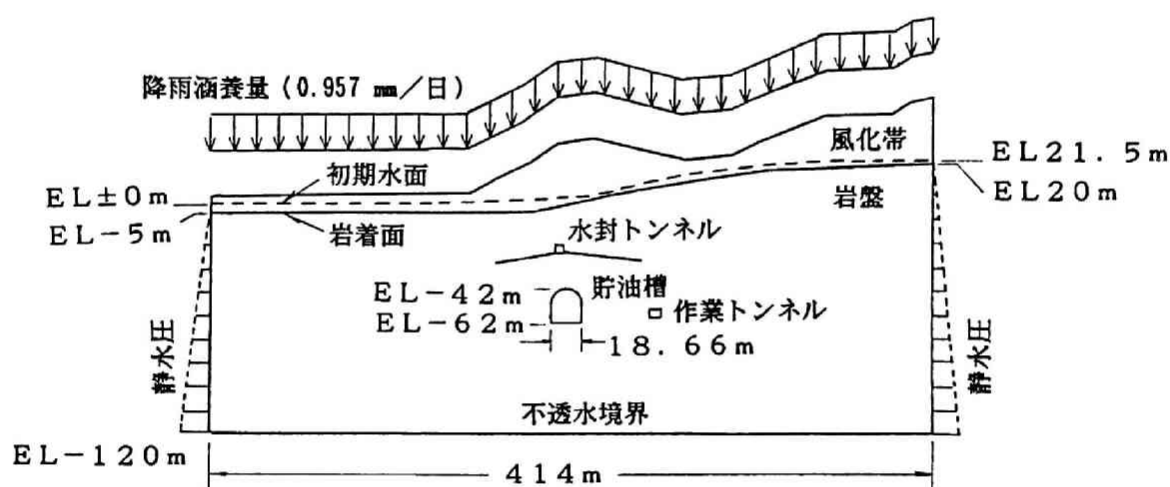 降雨涵養量（0.957 mm／日）
風化帯
EL21.5m
初期水面
EL±0m
岩盤
EL20m
EL-5m
岩着面
水封トンネル
EL-42m
貯油槽
作業トンネル
EL-62m
18.66m
静水圧
静水圧
不透水境界
EL-120m
414m